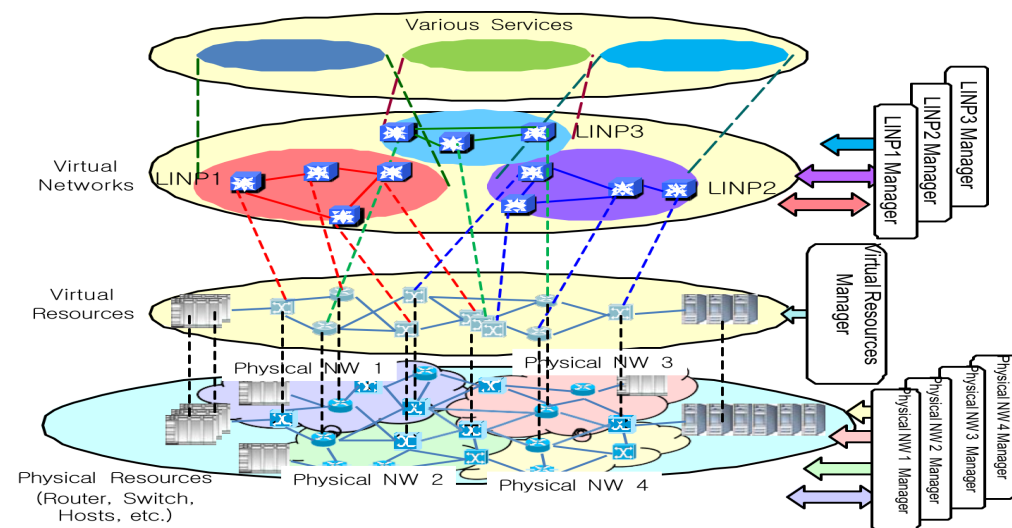 Various Services
LINP3
Virtual
Networks
LINP1
LINP2
LINP1 Manager
LINP2 Manager
LINP3 Manager
Virtual
Resources
Virtual Resources
Manager
Physical NW 1
Physical NW 3
Physical NW 2
Physical NW 4
Physical Resources
(Router, Switch,
Hosts, etc.)
Physical NW 1 Manager
Physical NW 2 Manager
Physical NW 3 Manager
Physical NW 4 Manager